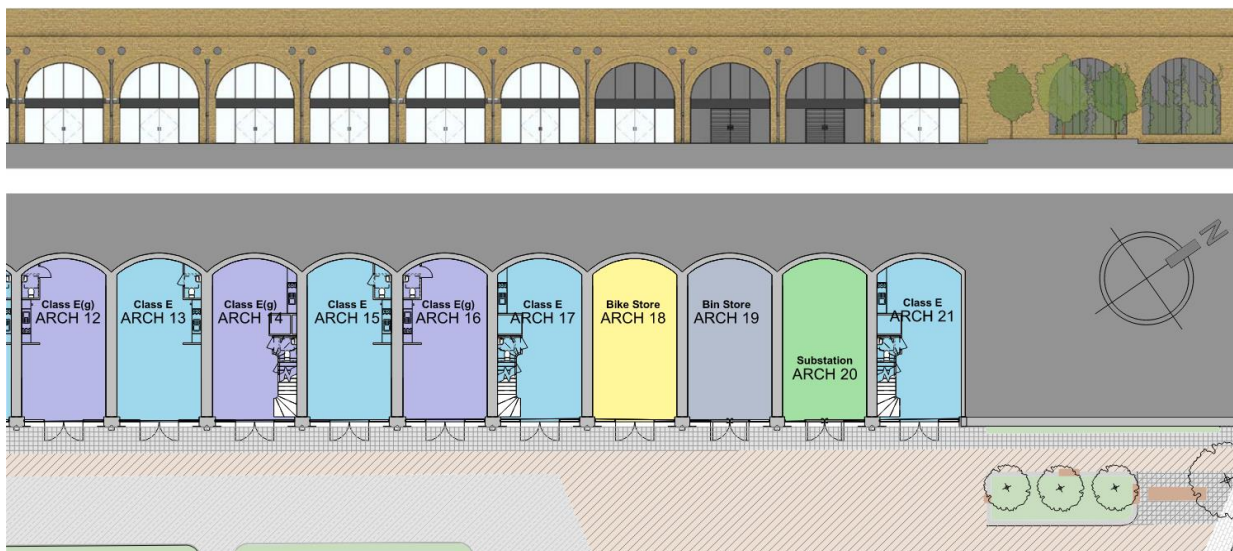 Class E(g)
ARCH 12
Class E
ARCH 13
Class E(g)
ARCH 14
Class E
ARCH 15
Class E(g)
ARCH 16
Class E
ARCH 17
Bike Store
ARCH 18
Bin Store
ARCH 19
Substation
ARCH 20
Class E
ARCH 21
N